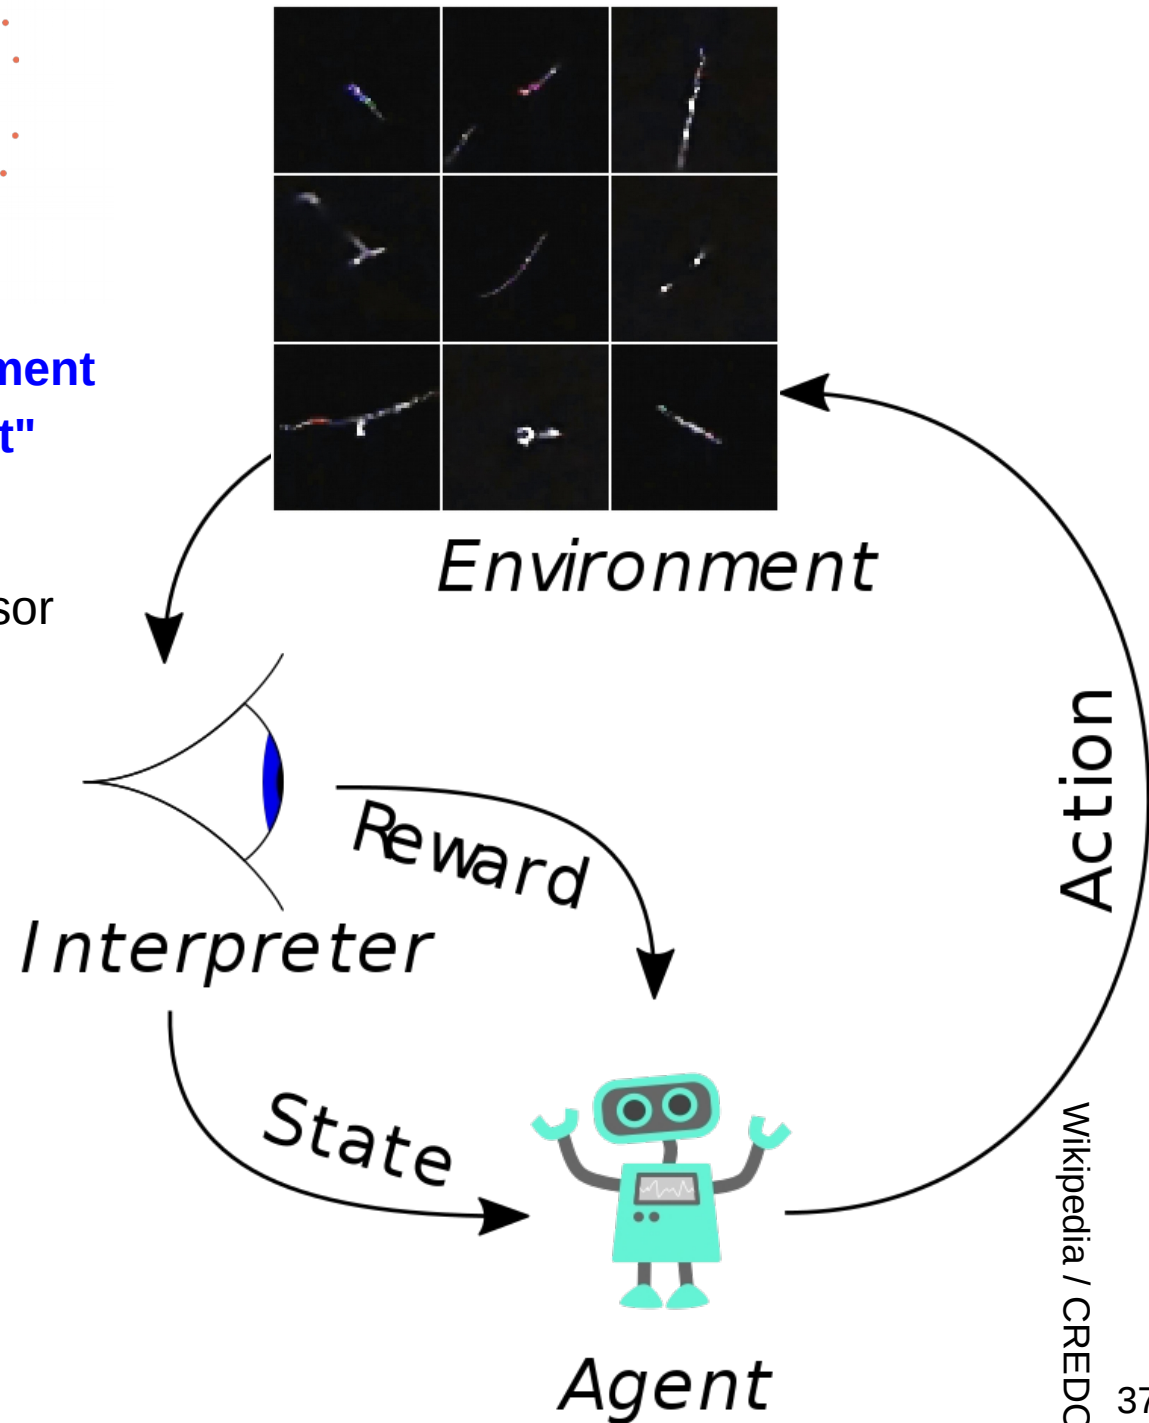 ment
t"
sor
Environment
Action
Reward
Interpreter
State
Wikipedia / CREDO
Agent
37